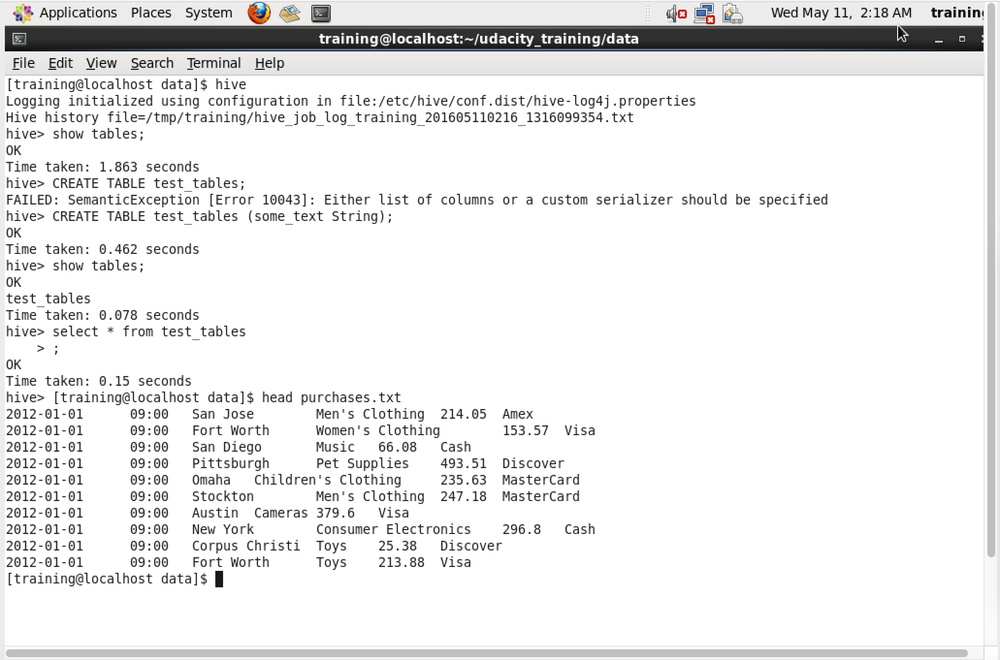 Applications Places System Wed May 11, 2:18 AM training
training@localhost:~/udacity_training/data
File Edit View Search Terminal Help
[training@localhost data]$ hive
Logging initialized using configuration in file:/etc/hive/conf.dist/hive-log4j.properties
Hive history file=/tmp/training/hive_job_log_training_201605110216_1316099354.txt
hive> show tables;
OK
Time taken: 1.863 seconds
hive> CREATE TABLE test_tables;
FAILED: SemanticException [Error 10043]: Either list of columns or a custom serializer should be specified
hive> CREATE TABLE test_tables (some_text String);
OK
Time taken: 0.462 seconds
hive> show tables;
OK
test_tables
Time taken: 0.078 seconds
hive> select * from test_tables
    > ;
OK
Time taken: 0.15 seconds
hive> [training@localhost data]$ head purchases.txt
2012-01-01      09:00   San Jose        Men's Clothing  214.05  Amex
2012-01-01      09:00   Fort Worth      Women's Clothing        153.57  Visa
2012-01-01      09:00   San Diego       Music   66.08   Cash
2012-01-01      09:00   Pittsburgh      Pet Supplies    493.51  Discover
2012-01-01      09:00   Omaha   Children's Clothing     235.63  MasterCard
2012-01-01      09:00   Stockton        Men's Clothing  247.18  MasterCard
2012-01-01      09:00   Austin  Cameras 379.6   Visa
2012-01-01      09:00   New York        Consumer Electronics    296.8   Cash
2012-01-01      09:00   Corpus Christi  Toys    25.38   Discover
2012-01-01      09:00   Fort Worth      Toys    213.88  Visa
[training@localhost data]$